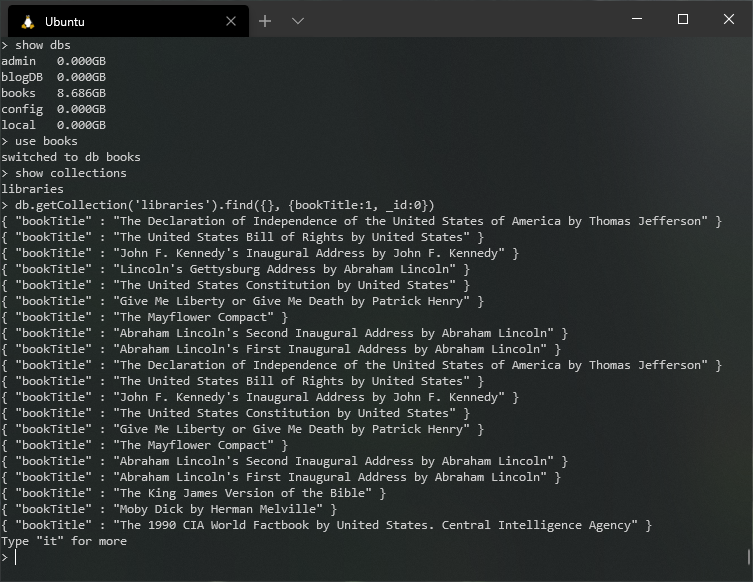 Ubuntu
> show dbs
admin   0.000GB
blogDB  0.000GB
books   8.686GB
config  0.000GB
local   0.000GB
> use books
switched to db books
> show collections
libraries
> db.getCollection('libraries').find({}, {bookTitle:1, _id:0})
{ "bookTitle" : "The Declaration of Independence of the United States of America by Thomas Jefferson" }
{ "bookTitle" : "The United States Bill of Rights by United States" }
{ "bookTitle" : "John F. Kennedy's Inaugural Address by John F. Kennedy" }
{ "bookTitle" : "Lincoln's Gettysburg Address by Abraham Lincoln" }
{ "bookTitle" : "The United States Constitution by United States" }
{ "bookTitle" : "Give Me Liberty or Give Me Death by Patrick Henry" }
{ "bookTitle" : "The Mayflower Compact" }
{ "bookTitle" : "Abraham Lincoln's Second Inaugural Address by Abraham Lincoln" }
{ "bookTitle" : "Abraham Lincoln's First Inaugural Address by Abraham Lincoln" }
{ "bookTitle" : "The Declaration of Independence of the United States of America by Thomas Jefferson" }
{ "bookTitle" : "The United States Bill of Rights by United States" }
{ "bookTitle" : "John F. Kennedy's Inaugural Address by John F. Kennedy" }
{ "bookTitle" : "The United States Constitution by United States" }
{ "bookTitle" : "Give Me Liberty or Give Me Death by Patrick Henry" }
{ "bookTitle" : "The Mayflower Compact" }
{ "bookTitle" : "Abraham Lincoln's Second Inaugural Address by Abraham Lincoln" }
{ "bookTitle" : "Abraham Lincoln's First Inaugural Address by Abraham Lincoln" }
{ "bookTitle" : "The King James Version of the Bible" }
{ "bookTitle" : "Moby Dick by Herman Melville" }
{ "bookTitle" : "The 1990 CIA World Factbook by United States. Central Intelligence Agency" }
Type "it" for more
>